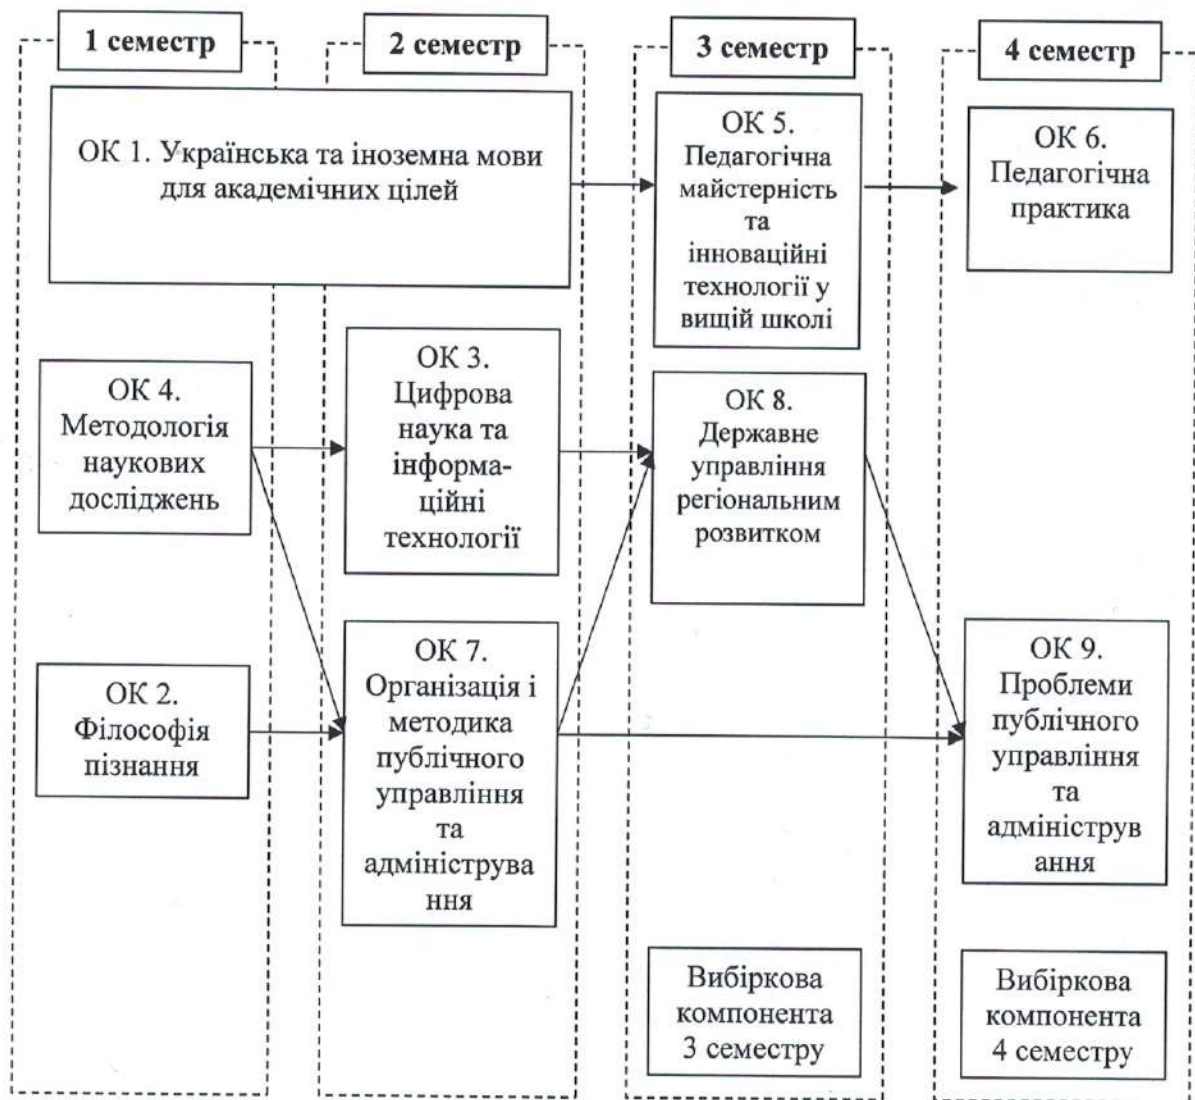 1 семестр
2 семестр
3 семестр
4 семестр
ОК 1. Українська та іноземна мови
для академічних цілей
ОК 5.
Педагогічна
майстерність
та
інноваційні
технології у
вищій школі
ОК 6.
Педагогічна
практика
ОК 4.
Методологія
наукових
досліджень
ОК 3.
Цифрова
наука та
інформа-
ційні
технології
ОК 8.
Державне
управління
регіональним
розвитком
ОК 2.
Філософія
пізнання
ОК 7.
Організація і
методика
публічного
управління
та
адмініструва
ння
ОК 9.
Проблеми
публічного
управління
та
адмініструв
ання
Вибіркова
компонента
3 семестру
Вибіркова
компонента
4 семестру